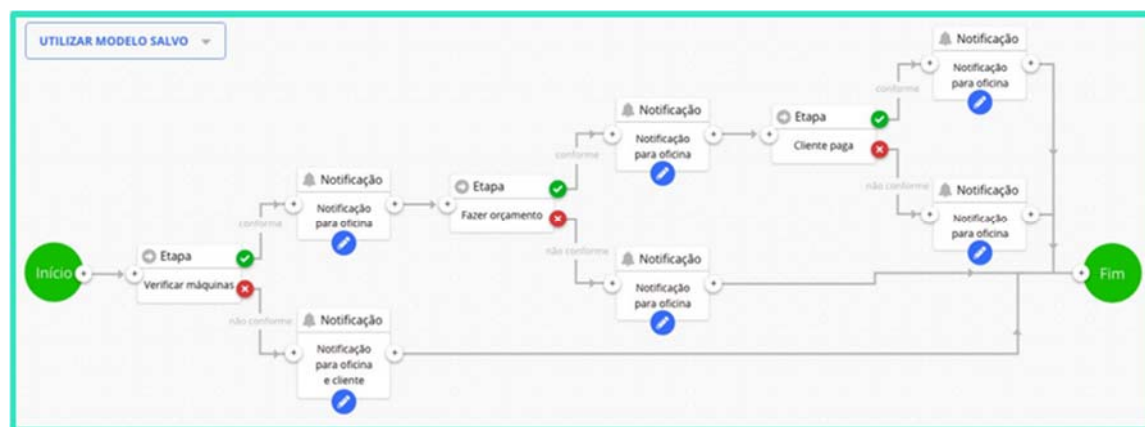 UTILIZAR MODELO SALVO
Início
Etapa
Verificar máquinas
conforme
Notificação
Notificação
para oficina
não conforme
Notificação
Notificação
para oficina
e cliente
Etapa
Fazer orçamento
conforme
Notificação
Notificação
para oficina
não conforme
Notificação
Notificação
para oficina
Etapa
Cliente paga
conforme
Notificação
Notificação
para oficina
não conforme
Notificação
Notificação
para oficina
Fim